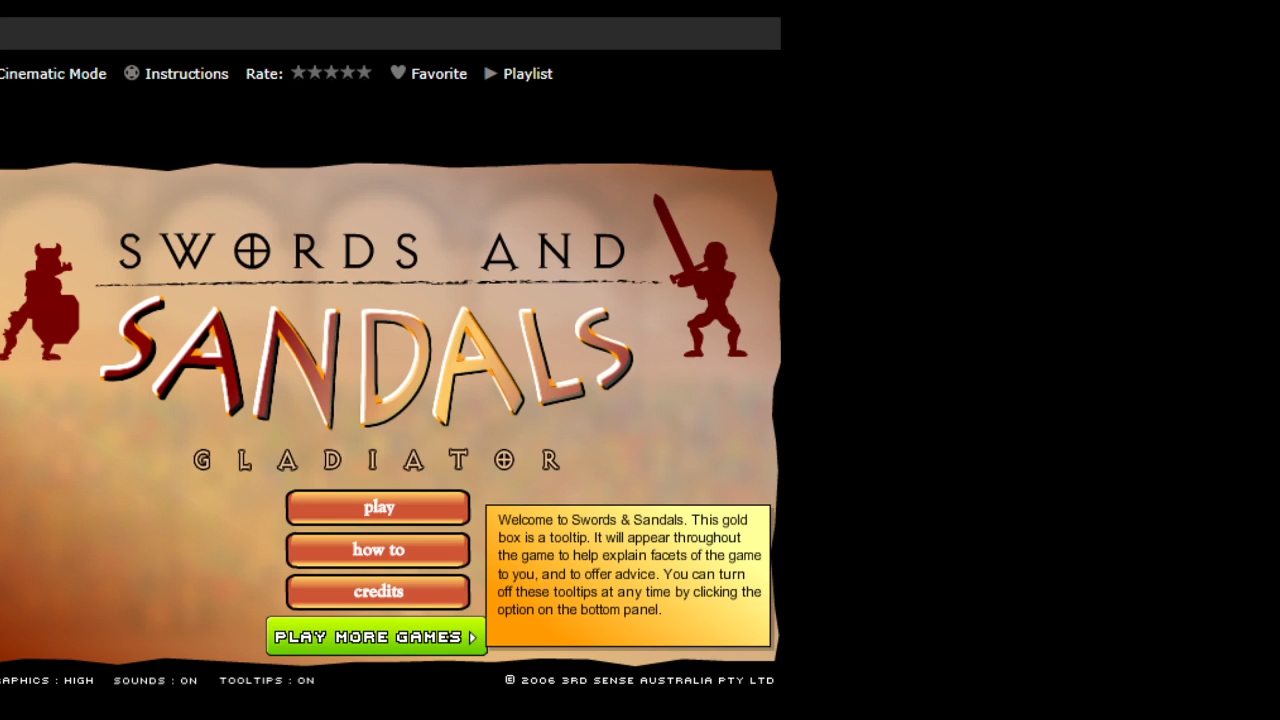 Cinematic Mode Instructions Rate: Favorite Playlist
SWORDS AND
SANDALS
GLADIATOR
play
how to
credits
PLAY MORE GAMES
Welcome to Swords & Sandals. This gold
box is a tooltip. It will appear throughout
the game to help explain facets of the game
to you, and to offer advice. You can turn
off these tooltips at any time by clicking the
option on the bottom panel.
APHICS : HIGH SOUNDS : ON TOOLTIPS : ON
© 2006 3RD SENSE AUSTRALIA PTY LTD